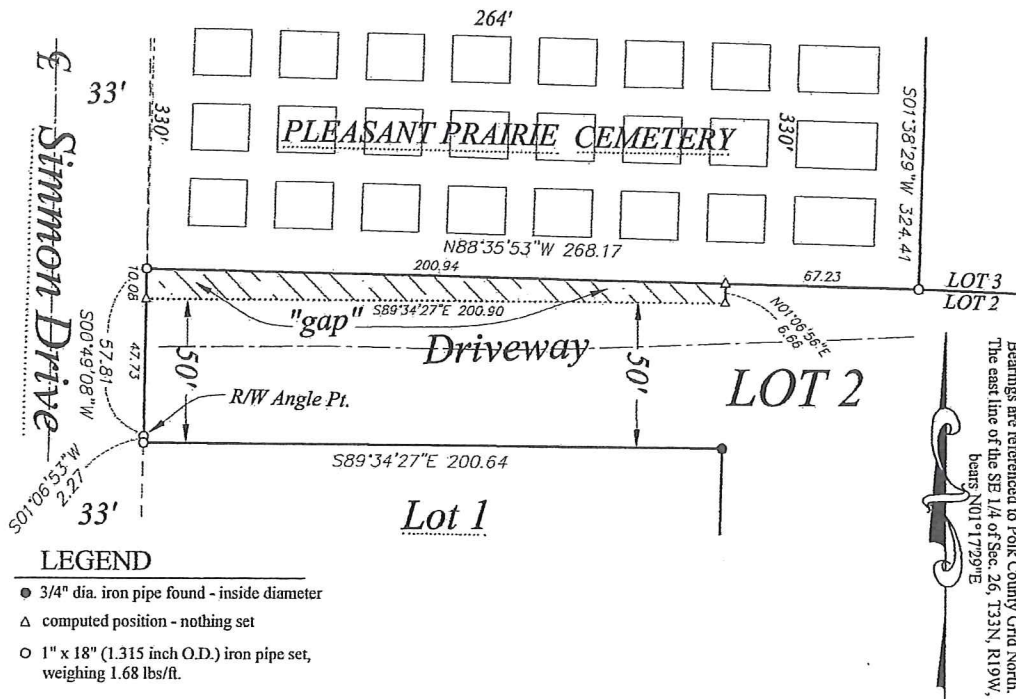 264'
℄
33'
330'
Simmon Drive
PLEASANT PRAIRIE CEMETERY
330'
S01°38'29"W 324.41
N88°35'53"W 268.17
200.94
67.23
LOT 3
LOT 2
10.08
"gap"
S89°34'27"E 200.90
N01°06'56"E
6.66
S00°49'08"W
57.81
47.73
50'
Driveway
50'
LOT 2
R/W Angle Pt.
S89°34'27"E 200.64
S01°06'53"W
2.27
33'
Lot 1
Bearings are referenced to Polk County Grid North.
The east line of the SE 1/4 of Sec. 26, T33N, R19W,
bears N01°17'29"E
LEGEND
3/4" dia. iron pipe found - inside diameter
computed position - nothing set
1" x 18" (1.315 inch O.D.) iron pipe set,
weighing 1.68 lbs/ft.